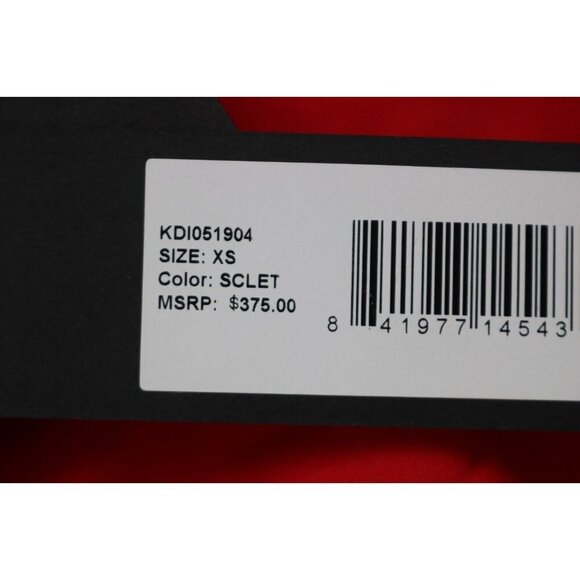 KDI051904
SIZE: XS
Color: SCLET
MSRP: $375.00
8 41977 14543